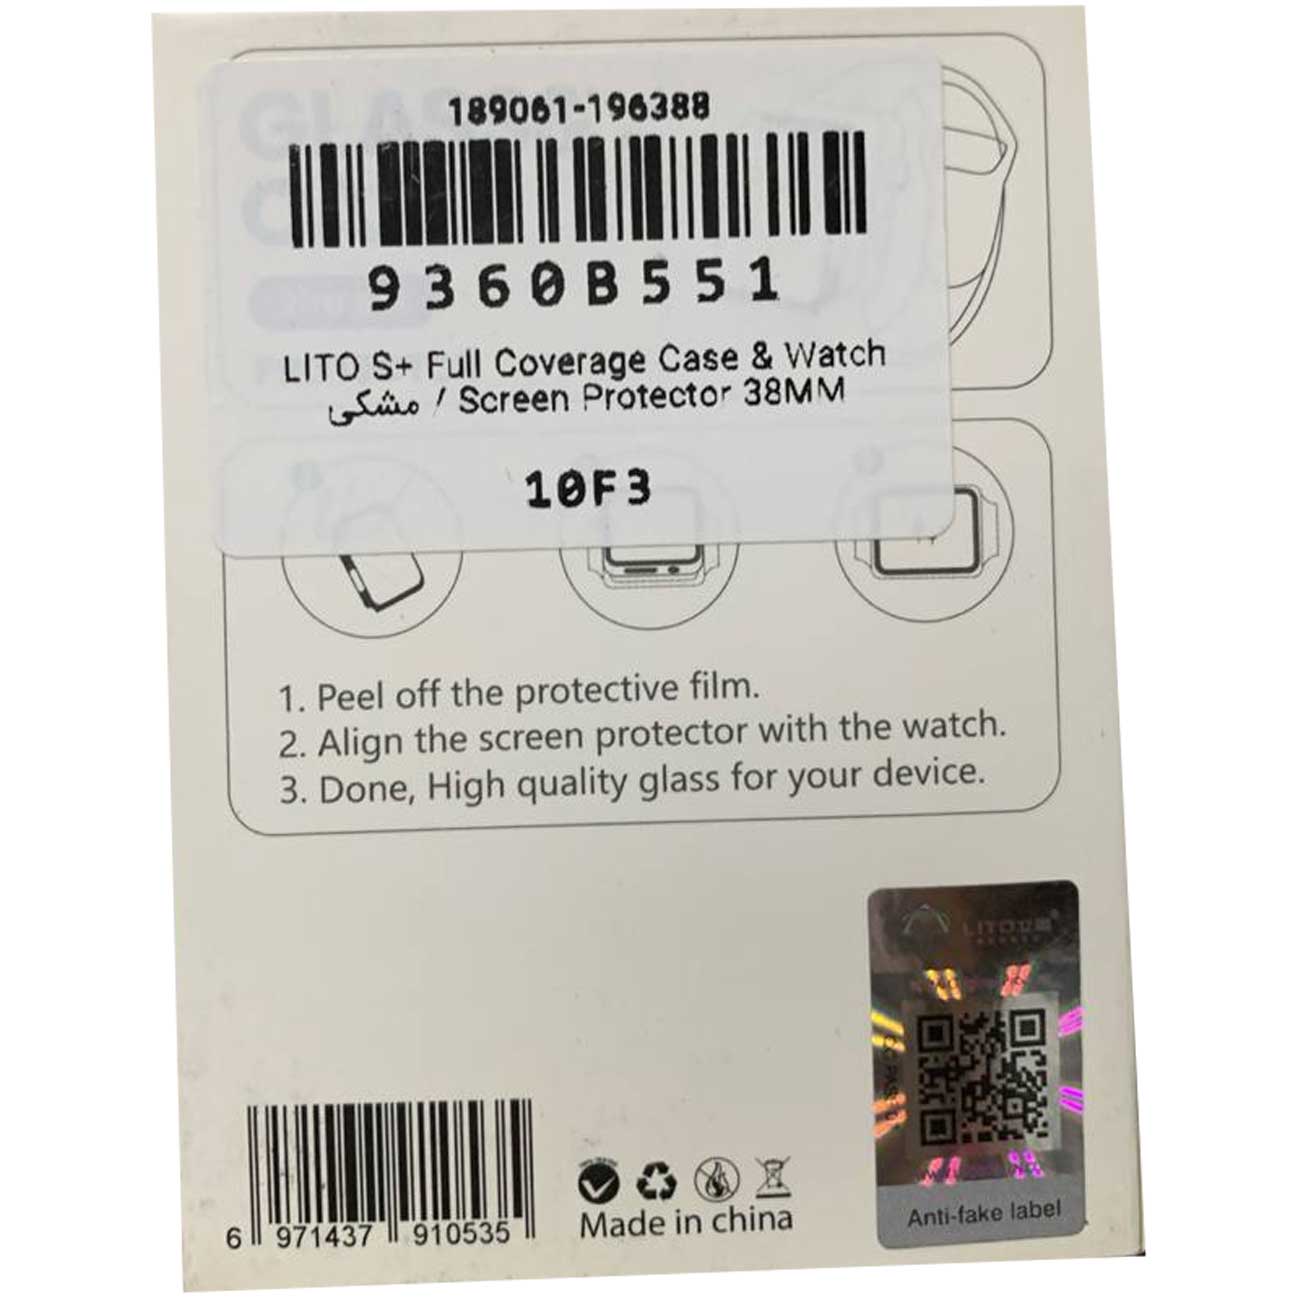 189061-196388
9360B551
LITO S+ Full Coverage Case & Watch
مشکی / Screen Protector 38MM
10F3
1. Peel off the protective film.
2. Align the screen protector with the watch.
3. Done, High quality glass for your device.
LITO
6 971437 910535
Made in china
Anti-fake label